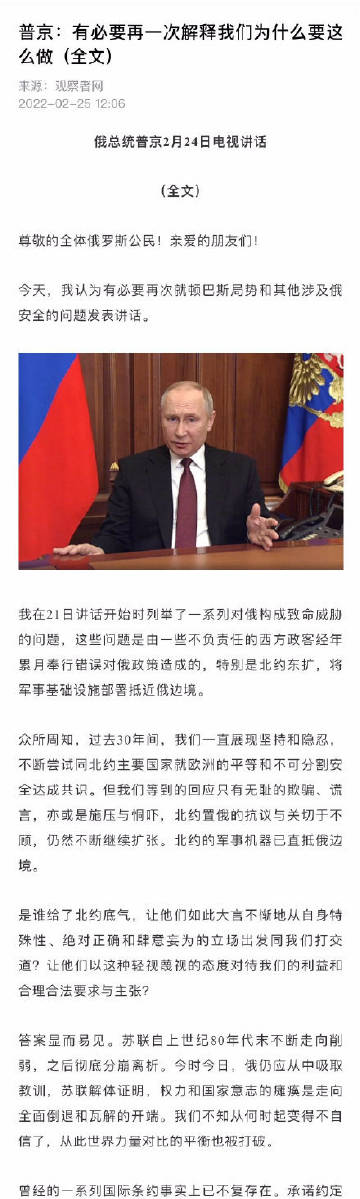 普京：有必要再一次解释我们为什么要这
么做（全文）
来源：观察者网
2022-02-25 12:06
俄总统普京2月24日电视讲话
（全文）
尊敬的全体俄罗斯公民！亲爱的朋友们！
今天，我认为有必要再次就顿巴斯局势和其他涉及俄
安全的问题发表讲话。
我在21日讲话开始时列举了一系列对俄构成致命威胁
的问题，这些问题是由一些不负责任的西方政客经年
累月奉行错误对俄政策造成的，特别是北约东扩，将
军事基础设施部署抵近俄边境。
众所周知，过去30年间，我们一直展现坚持和隐忍，
不断尝试同北约主要国家就欧洲的平等和不可分割安
全达成共识。但我们等到的回应只有无耻的欺骗、谎
言，亦或是施压与恫吓，北约置俄的抗议与关切于不
顾，仍然不断继续扩张。北约的军事机器已直抵俄边
境。
是谁给了北约底气，让他们如此大言不惭地从自身特
殊性、绝对正确和肆意妄为的立场出发同我们打交
道？让他们以这种轻视蔑视的态度对待我们的利益和
合理合法要求与主张？
答案显而易见。苏联自上世纪80年代末不断走向削
弱，之后彻底分崩离析。今时今日，俄仍应从中吸取
教训，苏联解体证明，权力和国家意志的瘫痪是走向
全面倒退和瓦解的开端。我们不知从何时起变得不自
信了，从此世界力量对比的平衡也被打破。
曾经的一系列国际条约事实上已不复存在。承诺约定